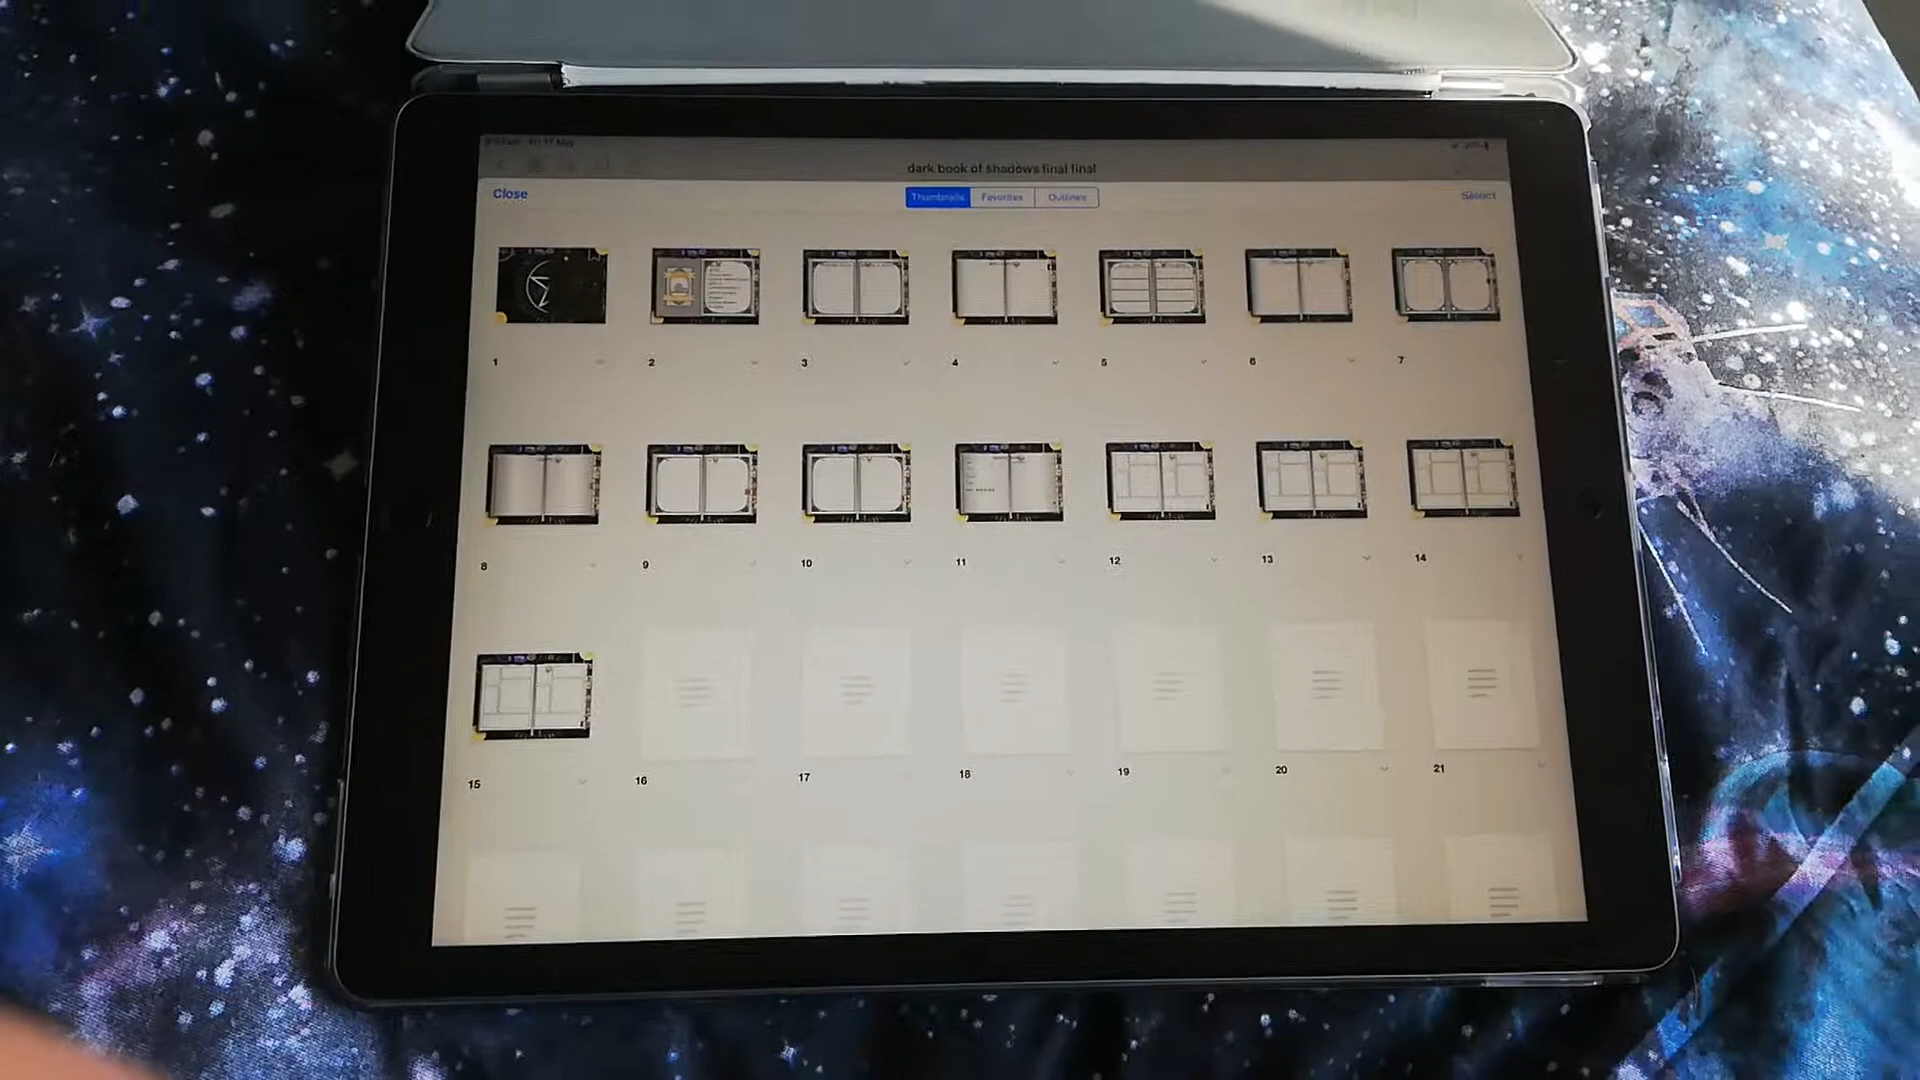 dark book of shadows final final
Close
Thumbnails Favorites Outlines
Select
1 2 3 4 5 6 7
8 9 10 11 12 13 14
15 16 17 18 19 20 21